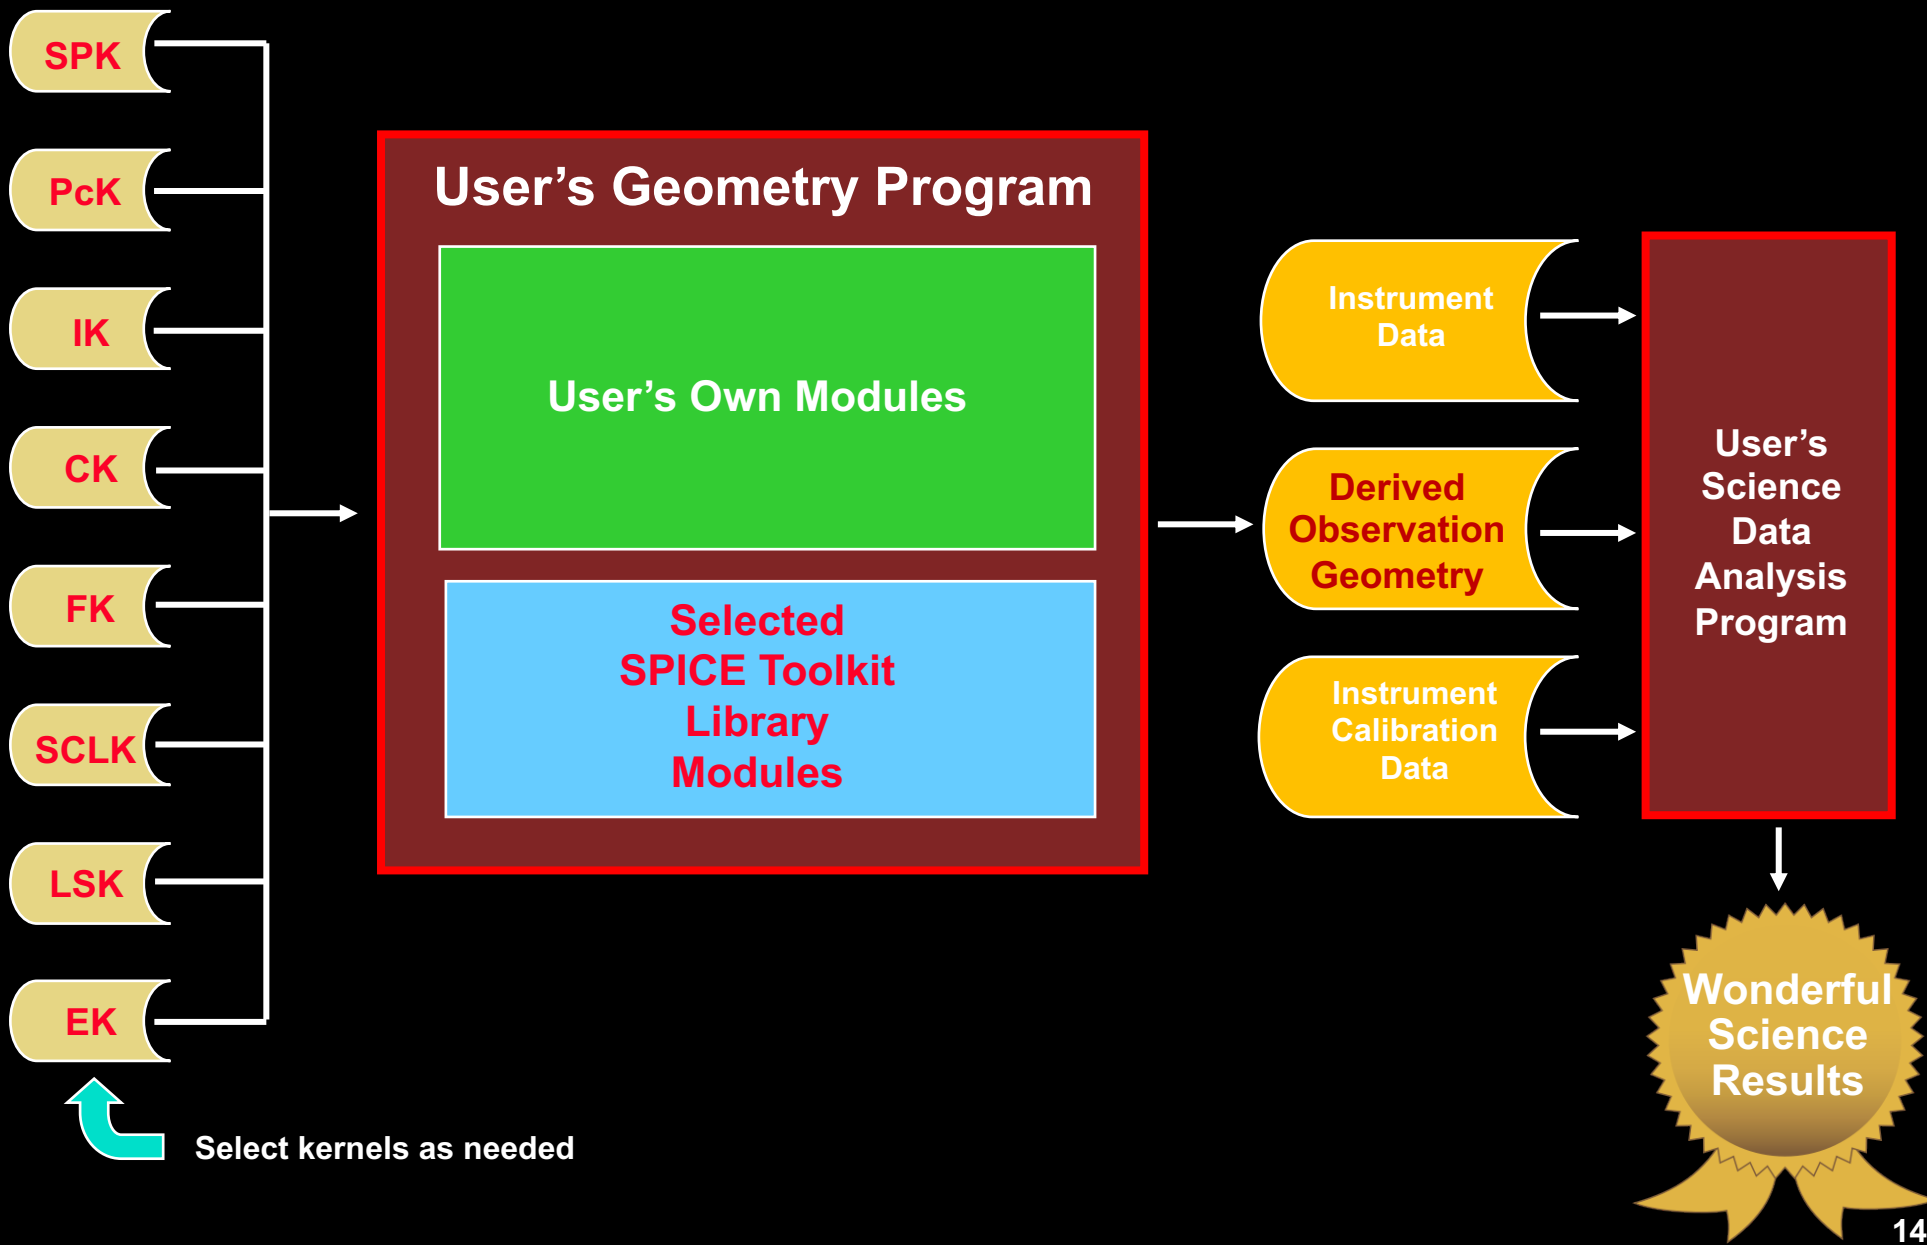 SPK
PcK
IK
CK
FK
SCLK
LSK
EK
Select kernels as needed
User’s Geometry Program
User’s Own Modules
Selected
SPICE Toolkit
Library
Modules
Instrument
Data
Derived
Observation
Geometry
Instrument
Calibration
Data
User’s
Science
Data
Analysis
Program
Wonderful
Science
Results
14